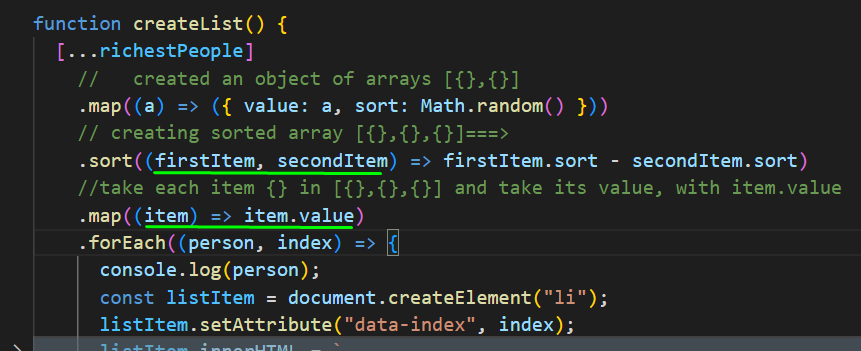 function createList() {
[...richestPeople]
//   created an object of arrays [{},{}]
.map((a) => ({ value: a, sort: Math.random() }))
// creating sorted array [{},{},{}]===>
.sort((firstItem, secondItem) => firstItem.sort - secondItem.sort)
//take each item {} in [{},{},{}] and take its value, with item.value
.map((item) => item.value)
.forEach((person, index) => {
console.log(person);
const listItem = document.createElement("li");
listItem.setAttribute("data-index", index);
listItem.innerHTML = `